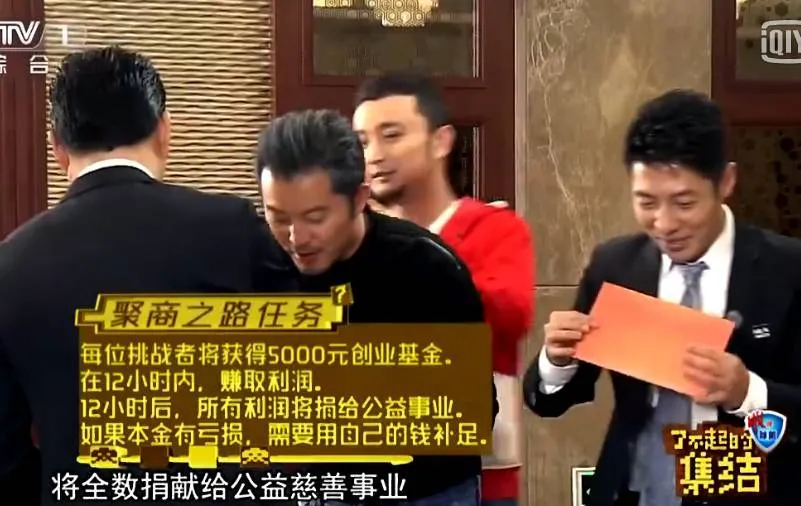 TV 1
综合
iQIY
聚商之路任务?
每位挑战者将获得5000元创业基金。
在12小时内，赚取利润。
12小时后，所有利润将捐给公益事业。
如果本金有亏损，需要用自己的钱补足。
了不起的
集结
将全数捐献给公益慈善事业